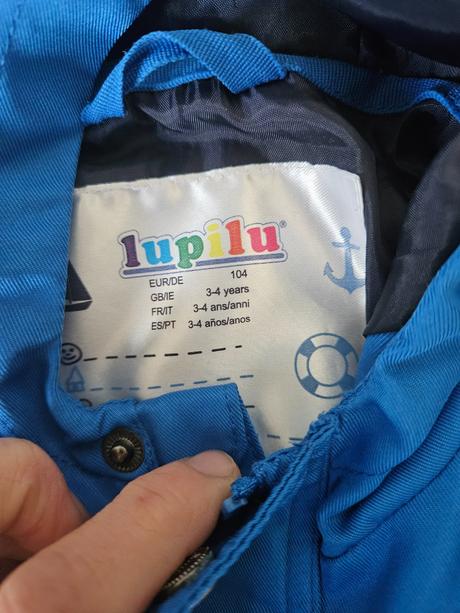 lupilu®
EUR/DE 104
GB/IE 3-4 years
FR/IT 3-4 ans/anni
ES/PT 3-4 años/anos